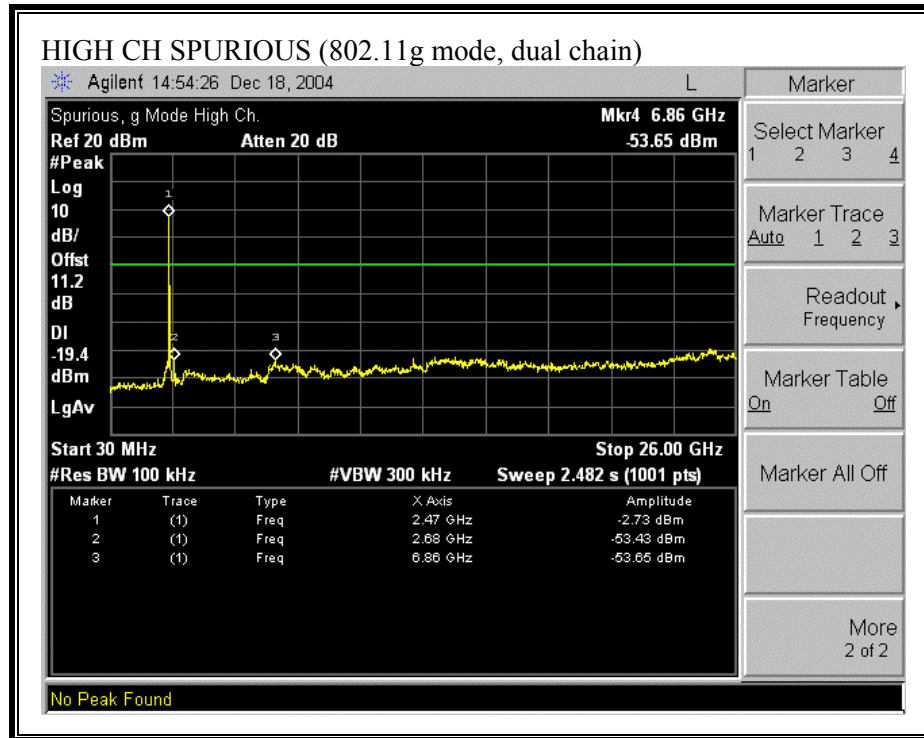 HIGH CH SPURIOUS (802.11g mode, dual chain)
Agilent 14:54:26 Dec 18, 2004 L
Spurious, g Mode High Ch. Mkr4 6.86 GHz
Ref 20 dBm Atten 20 dB -53.65 dBm
#Peak
Log
10
dB/
Offst
11.2
dB
DI
-19.4
dBm
LgAv
1
2
3
Start 30 MHz Stop 26.00 GHz
#Res BW 100 kHz #VBW 300 kHz Sweep 2.482 s (1001 pts)
Marker Trace Type X Axis Amplitude
1 (1) Freq 2.47 GHz -2.73 dBm
2 (1) Freq 2.68 GHz -53.43 dBm
3 (1) Freq 6.86 GHz -53.65 dBm
No Peak Found
Marker
Select Marker
1 2 3 4
Marker Trace
Auto 1 2 3
Readout
Frequency
Marker Table
On Off
Marker All Off
More
2 of 2